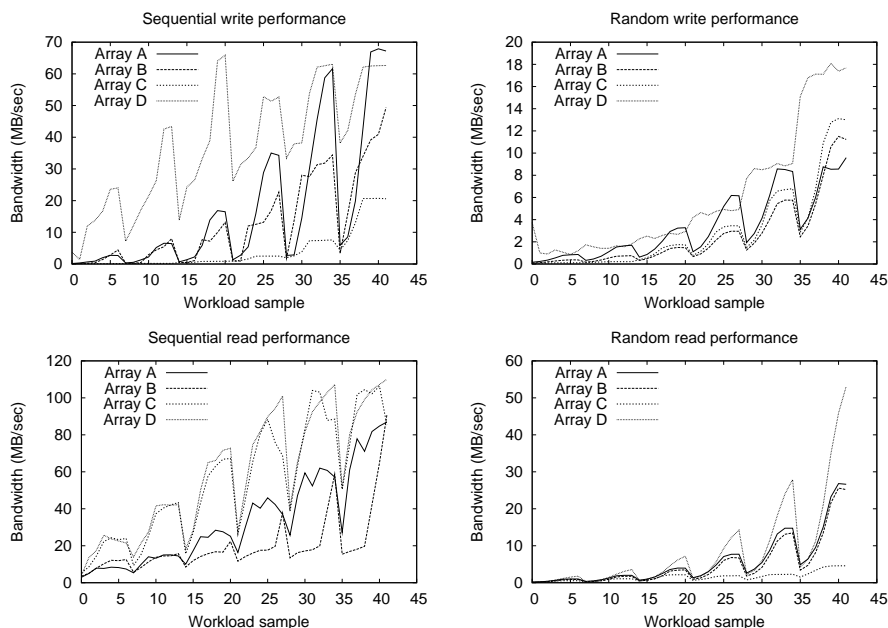 Sequential write performance
Bandwidth (MB/sec)
70
60
50
40
30
20
10
0
Array A
Array B
Array C
Array D
0 5 10 15 20 25 30 35 40 45
Workload sample
Random write performance
Bandwidth (MB/sec)
20
18
16
14
12
10
8
6
4
2
0
Array A
Array B
Array C
Array D
0 5 10 15 20 25 30 35 40 45
Workload sample
Sequential read performance
Bandwidth (MB/sec)
120
100
80
60
40
20
0
Array A
Array B
Array C
Array D
0 5 10 15 20 25 30 35 40 45
Workload sample
Random read performance
Bandwidth (MB/sec)
60
50
40
30
20
10
0
Array A
Array B
Array C
Array D
0 5 10 15 20 25 30 35 40 45
Workload sample